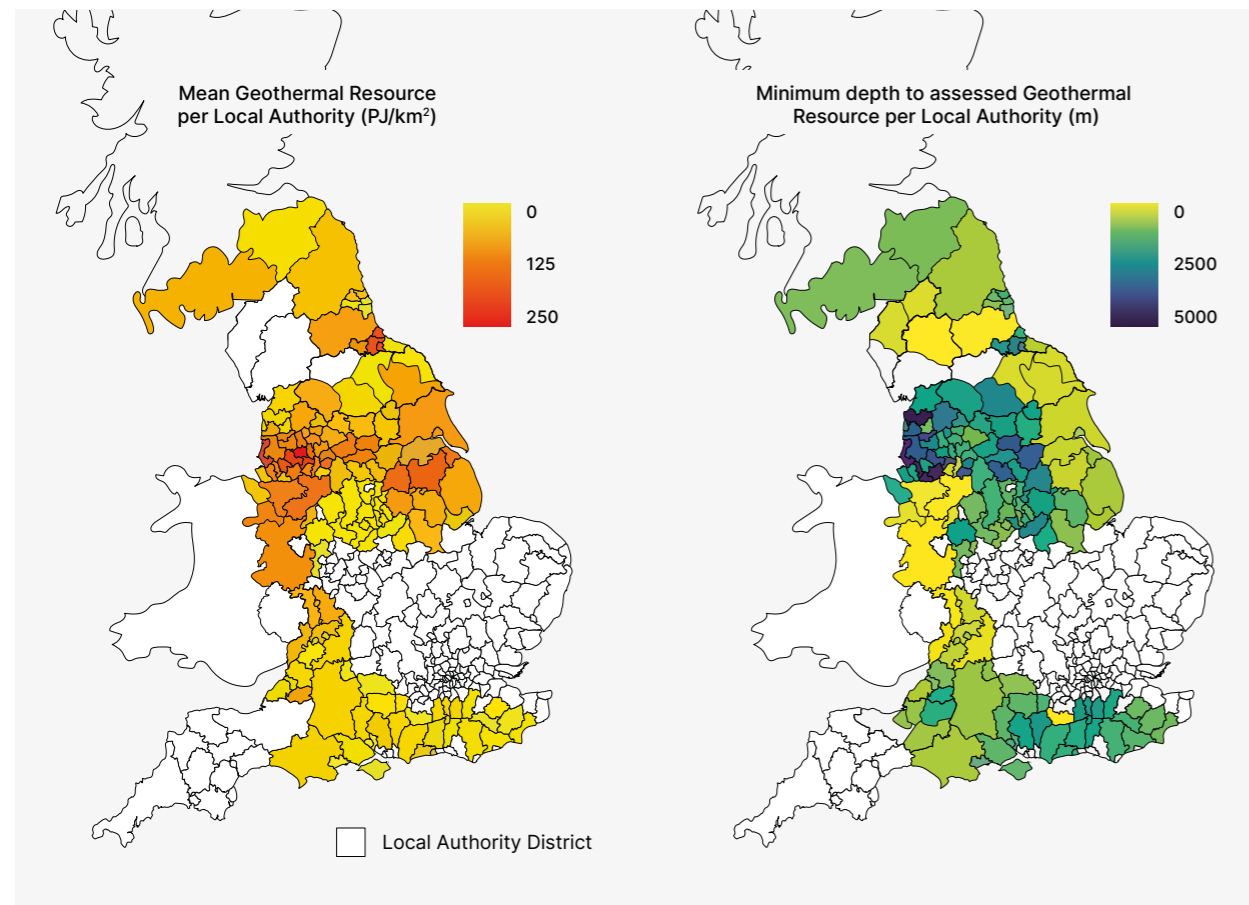 Mean Geothermal Resource
per Local Authority (PJ/km²)
0
125
250
Minimum depth to assessed Geothermal
Resource per Local Authority (m)
0
2500
5000
Local Authority District